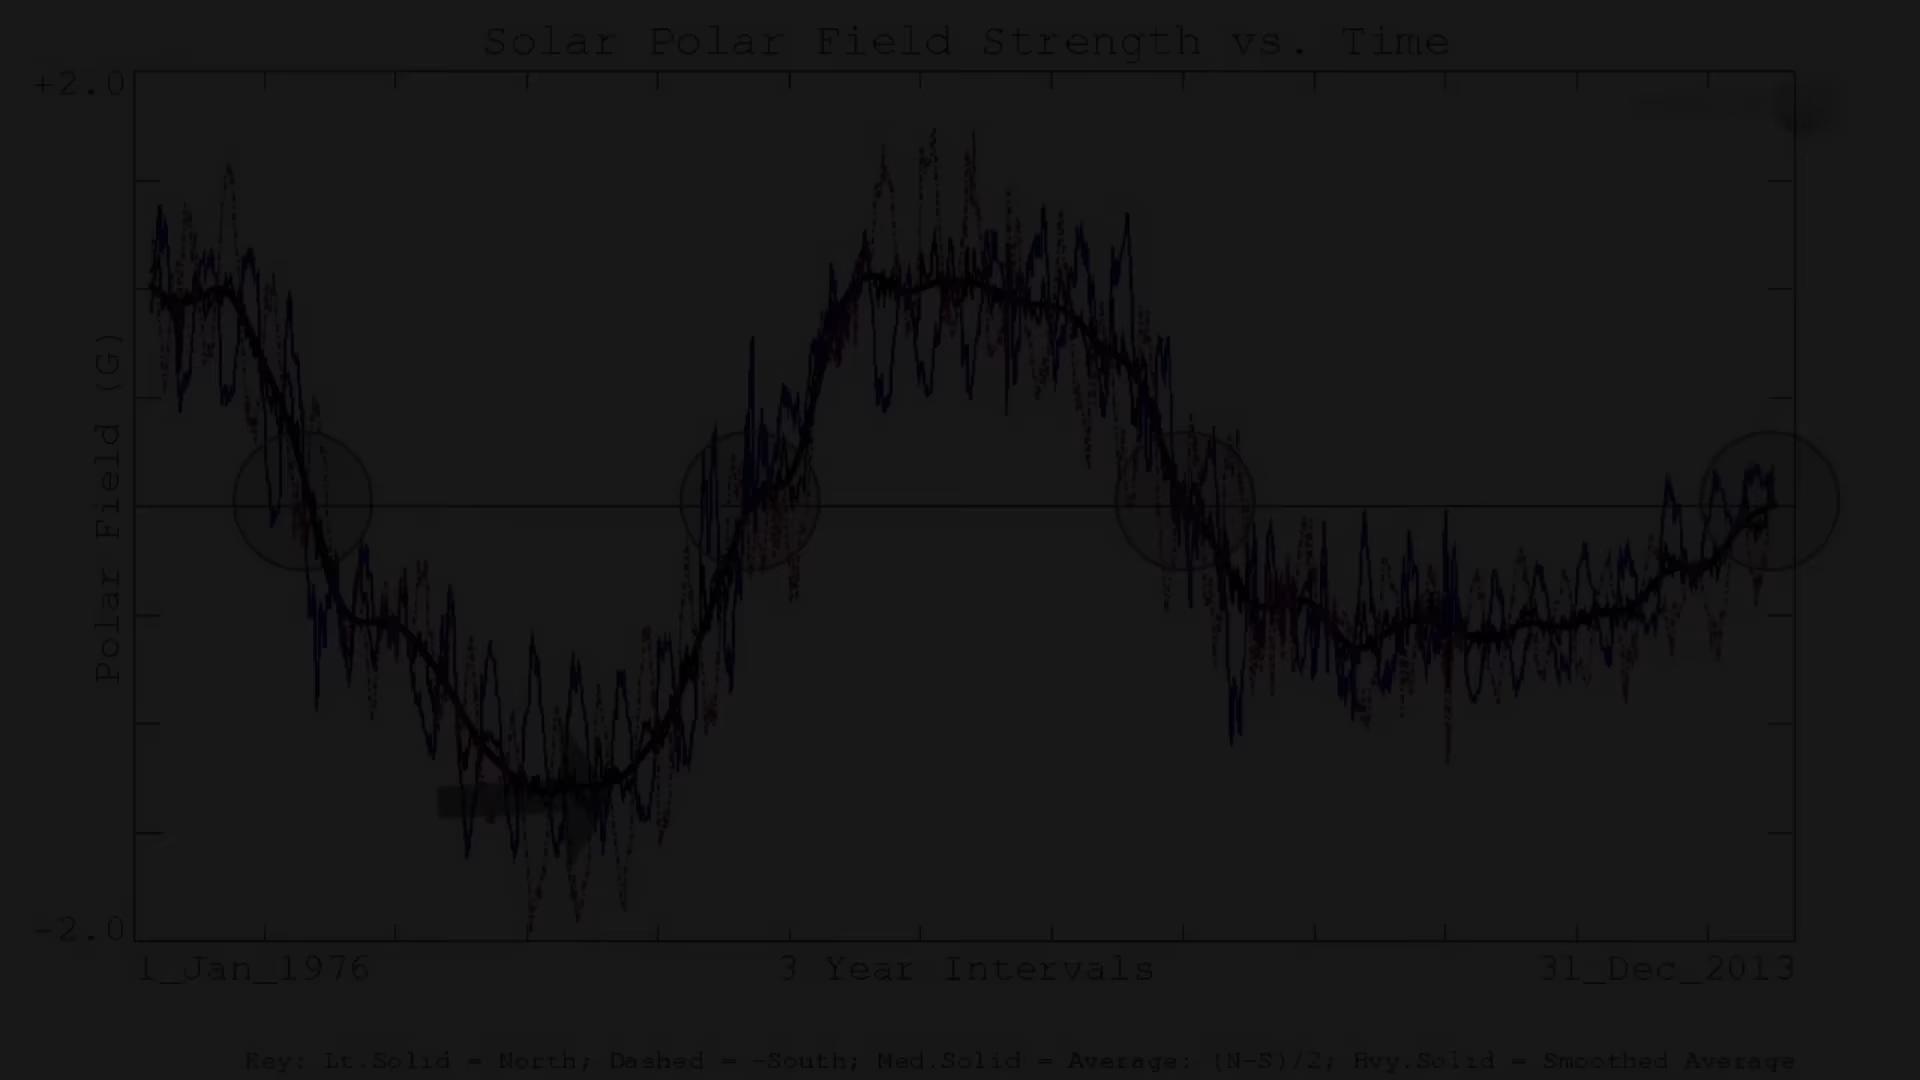 Solar Polar Field Strength vs. Time
+2.0
Polar Field (G)
-2.0
1_Jan_1976 3 Year Intervals 31_Dec_2013
Key: Lt.Solid = North; Dashed = -South; Med.Solid = Average: (N-S)/2; Hvy.Solid = Smoothed Average